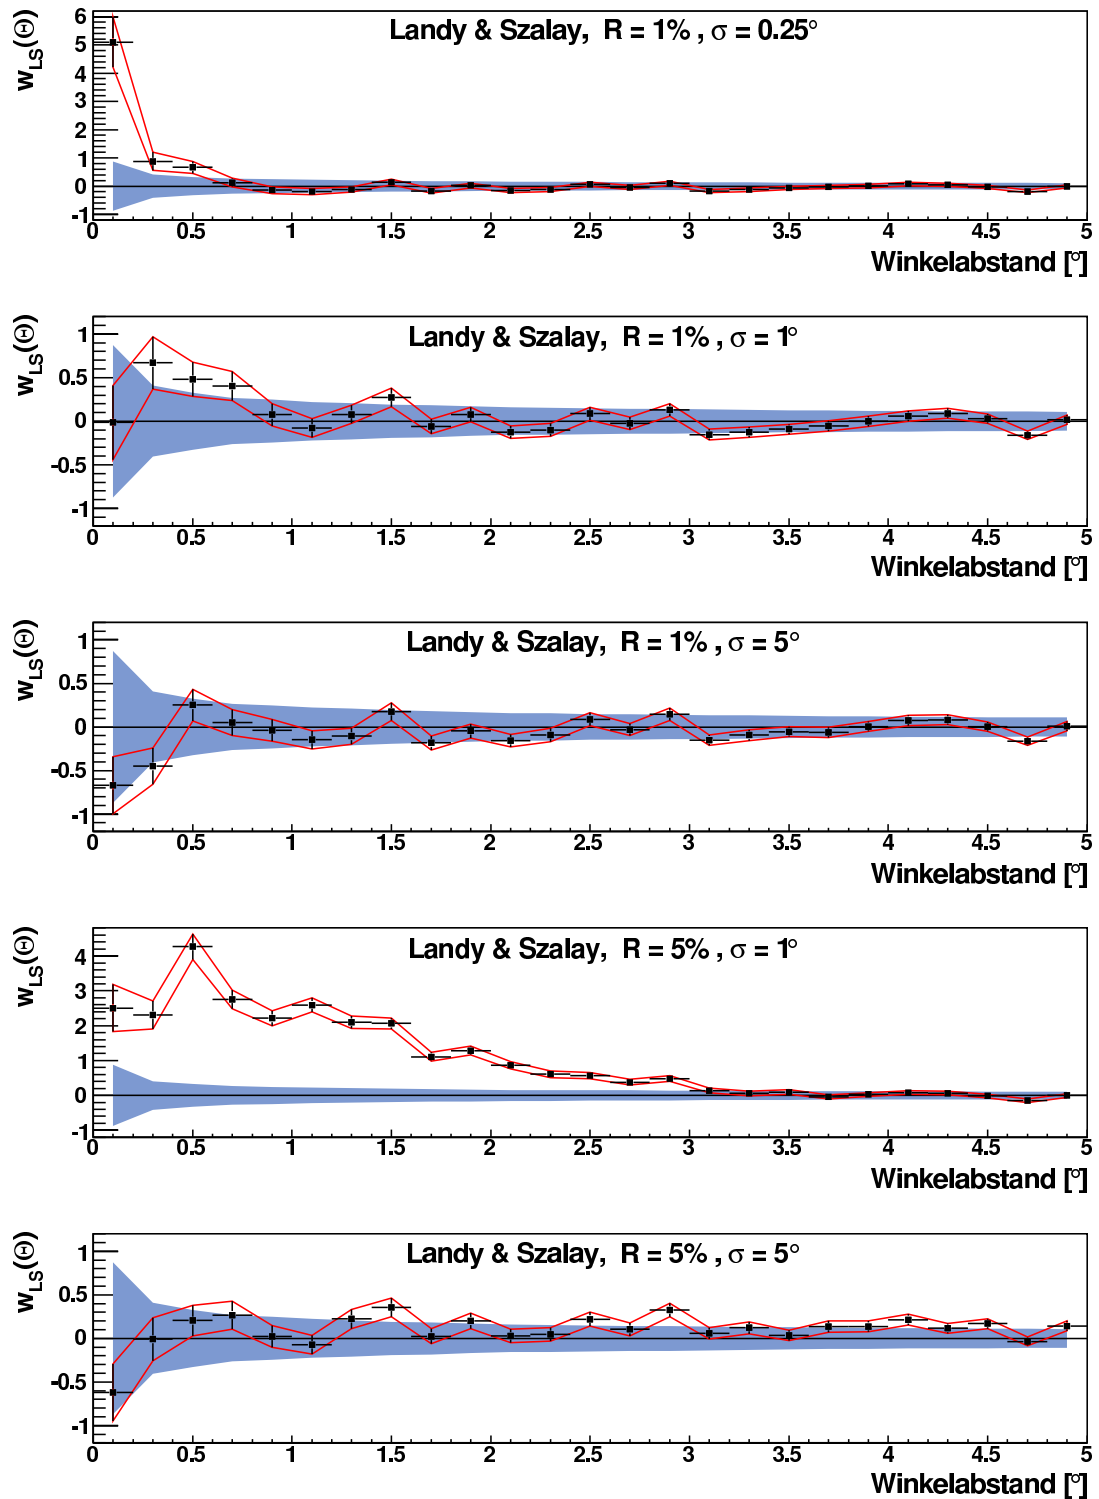 Landy & Szalay, R = 1% , σ = 0.25°
w_LS(Θ)
6
5
4
3
2
1
0
-1
0 0.5 1 1.5 2 2.5 3 3.5 4 4.5 5
Winkelabstand [°]
Landy & Szalay, R = 1% , σ = 1°
w_LS(Θ)
1
0.5
0
-0.5
-1
0 0.5 1 1.5 2 2.5 3 3.5 4 4.5 5
Winkelabstand [°]
Landy & Szalay, R = 1% , σ = 5°
w_LS(Θ)
1
0.5
0
-0.5
-1
0 0.5 1 1.5 2 2.5 3 3.5 4 4.5 5
Winkelabstand [°]
Landy & Szalay, R = 5% , σ = 1°
w_LS(Θ)
4
3
2
1
0
-1
0 0.5 1 1.5 2 2.5 3 3.5 4 4.5 5
Winkelabstand [°]
Landy & Szalay, R = 5% , σ = 5°
w_LS(Θ)
1
0.5
0
-0.5
-1
0 0.5 1 1.5 2 2.5 3 3.5 4 4.5 5
Winkelabstand [°]